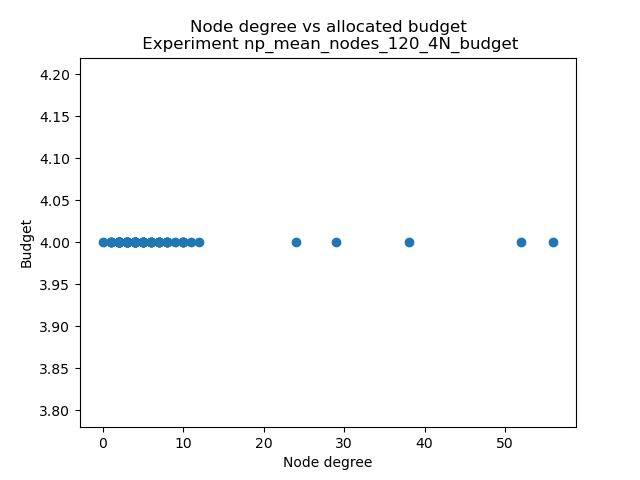 Node degree vs allocated budget
Experiment np_mean_nodes_120_4N_budget
4.20
4.15
4.10
4.05
4.00
3.95
3.90
3.85
3.80
Budget
0 10 20 30 40 50
Node degree